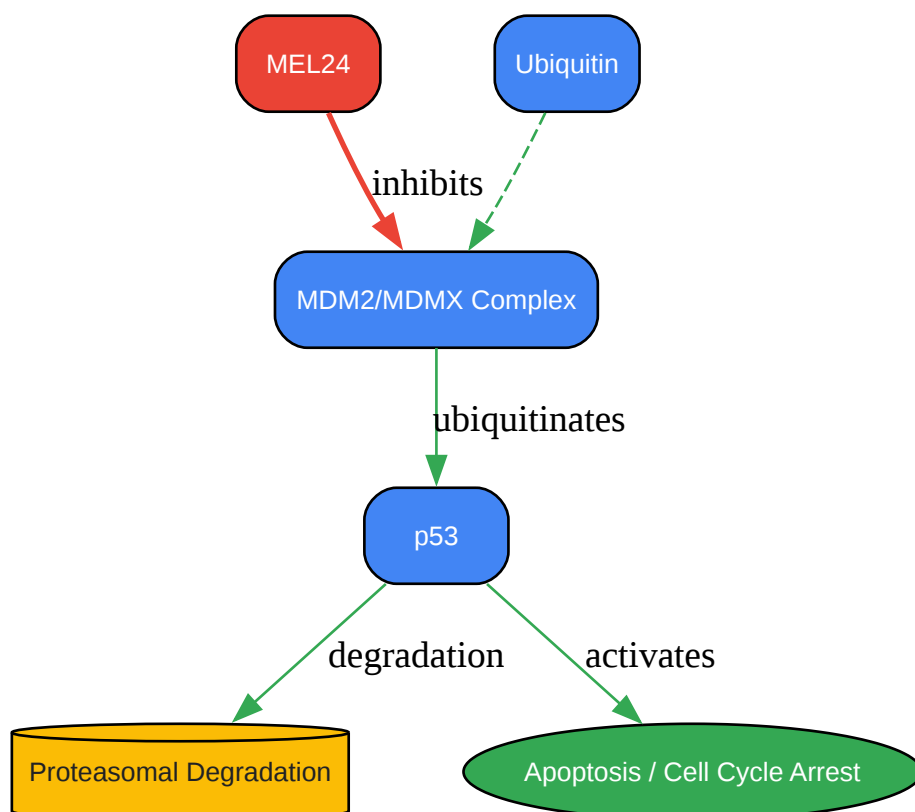 MEL24
Ubiquitin
inhibits
MDM2/MDMX Complex
ubiquitinates
p53
degradation
activates
Proteasomal Degradation
Apoptosis / Cell Cycle Arrest